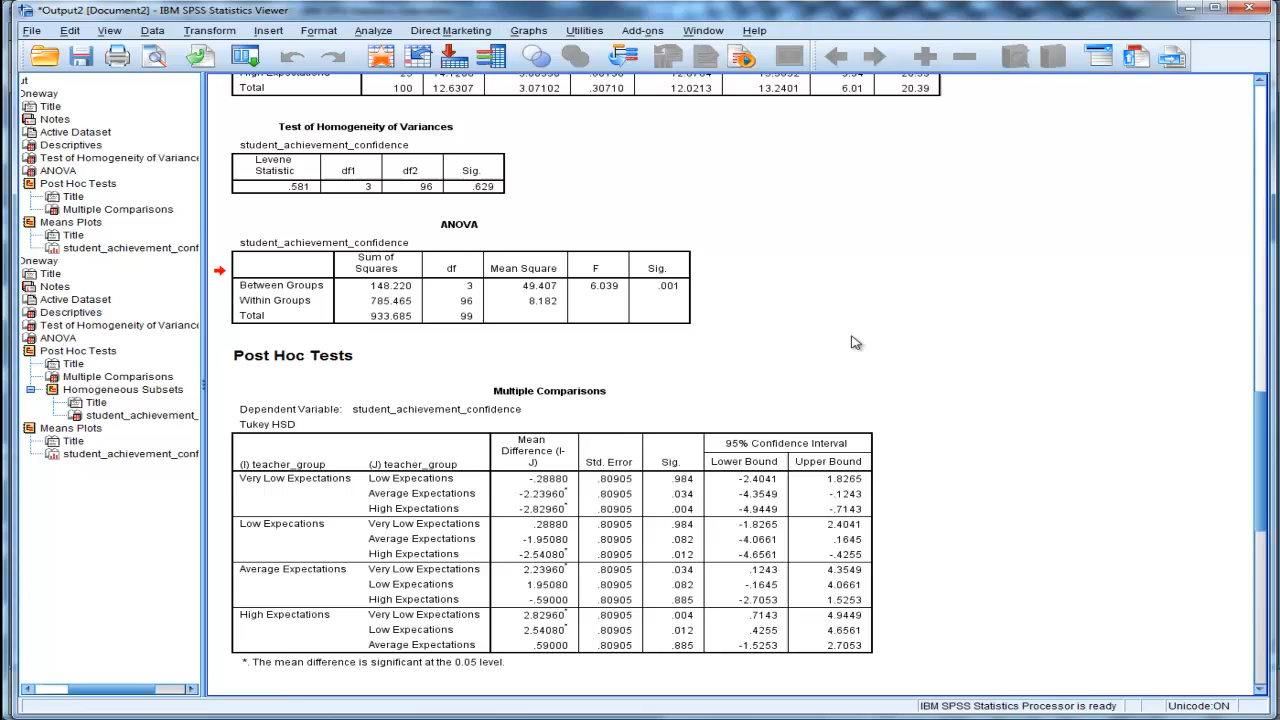 *Output2 [Document2] - IBM SPSS Statistics Viewer
File Edit View Data Transform Insert Format Analyze Direct Marketing Graphs Utilities Add-ons Window Help
ut
Oneway
Title
Notes
Active Dataset
Descriptives
Test of Homogeneity of Variance
ANOVA
Post Hoc Tests
Title
Multiple Comparisons
Means Plots
Title
student_achievement_conf
Oneway
Title
Notes
Active Dataset
Descriptives
Test of Homogeneity of Variance
ANOVA
Post Hoc Tests
Title
Multiple Comparisons
Homogeneous Subsets
Title
student_achievement_
Means Plots
Title
student_achievement_conf
High Expectations 25
Total 100 12.6307 3.07102 .30710 12.0213 13.2401 6.01 20.39
Test of Homogeneity of Variances
student_achievement_confidence
Levene
Statistic df1 df2 Sig.
.581 3 96 .629
ANOVA
student_achievement_confidence
Sum of
Squares df Mean Square F Sig.
Between Groups 148.220 3 49.407 6.039 .001
Within Groups 785.465 96 8.182
Total 933.685 99
Post Hoc Tests
Multiple Comparisons
Dependent Variable: student_achievement_confidence
Tukey HSD
(I) teacher_group (J) teacher_group Mean Difference (I-J) Std. Error Sig. 95% Confidence Interval
Lower Bound Upper Bound
Very Low Expectations Low Expecations -.28880 .80905 .984 -2.4041 1.8265
Average Expectations -2.23960* .80905 .034 -4.3549 -.1243
High Expectations -2.82960* .80905 .004 -4.9449 -.7143
Low Expecations Very Low Expectations .28880 .80905 .984 -1.8265 2.4041
Average Expectations -1.95080 .80905 .082 -4.0661 .1645
High Expectations -2.54080* .80905 .012 -4.6561 -.4255
Average Expectations Very Low Expectations 2.23960* .80905 .034 .1243 4.3549
Low Expecations 1.95080 .80905 .082 -.1645 4.0661
High Expectations -.59000 .80905 .885 -2.7053 1.5253
High Expectations Very Low Expectations 2.82960* .80905 .004 .7143 4.9449
Low Expecations 2.54080* .80905 .012 .4255 4.6561
Average Expectations .59000 .80905 .885 -1.5253 2.7053
*. The mean difference is significant at the 0.05 level.
IBM SPSS Statistics Processor is ready Unicode:ON